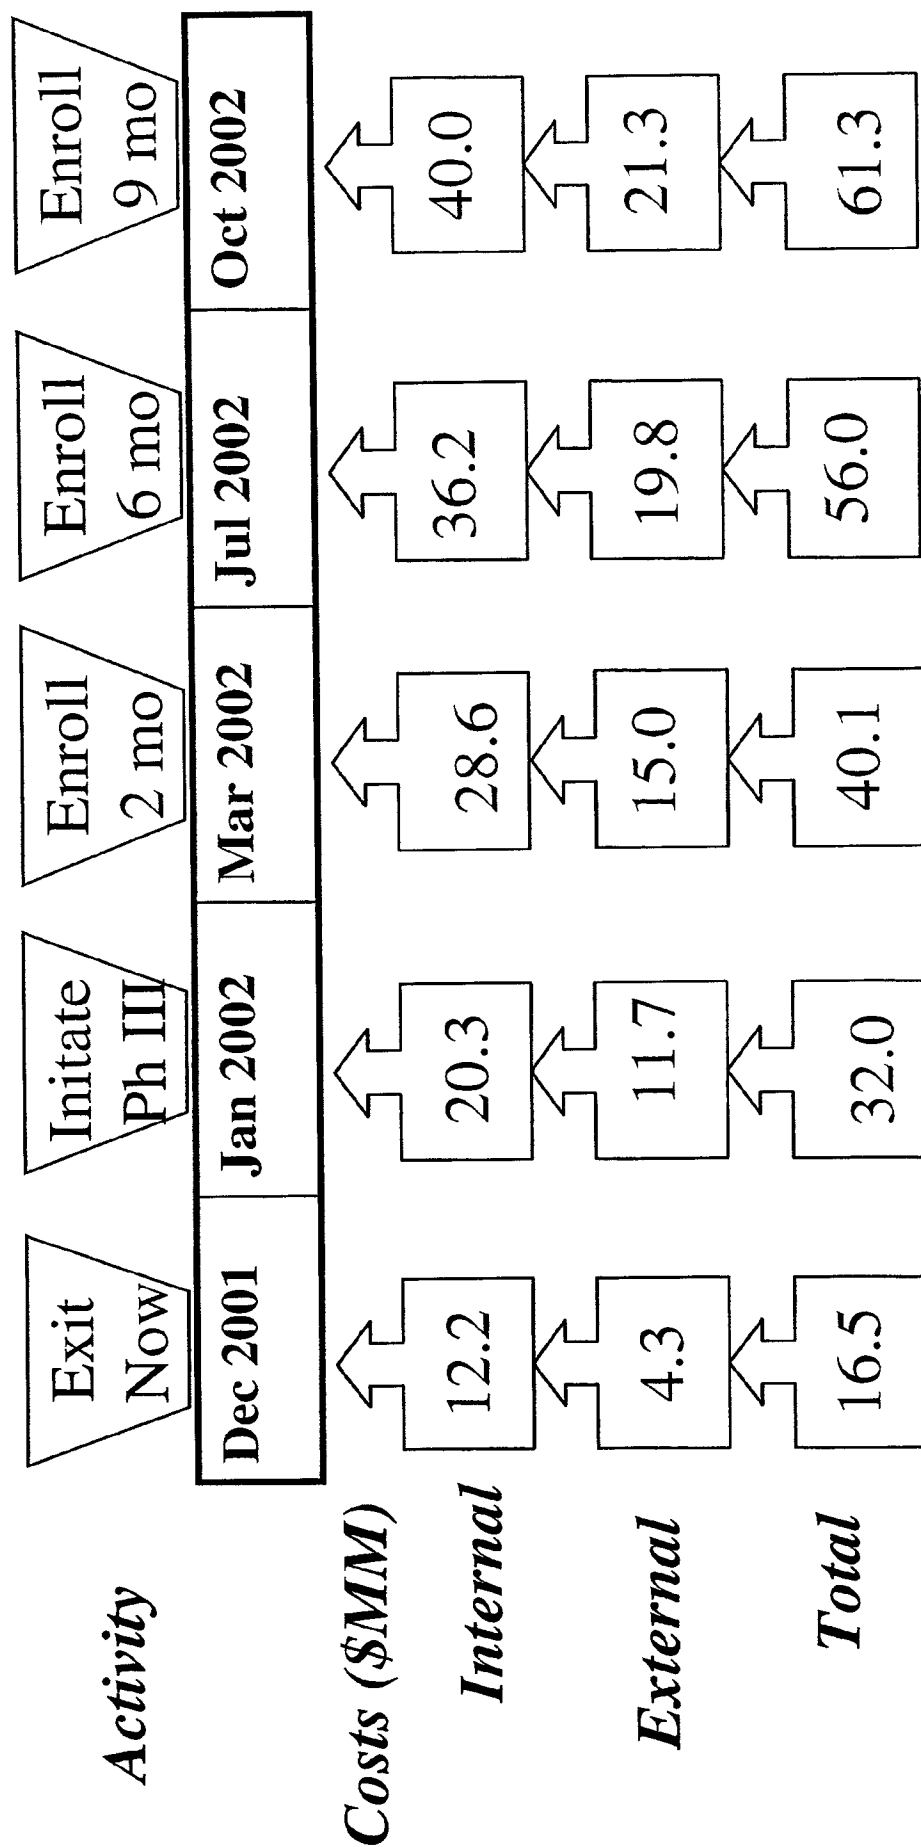 Activity
Exit
Now
Initate
Ph III
Enroll
2 mo
Enroll
6 mo
Enroll
9 mo
Dec 2001
Jan 2002
Mar 2002
Jul 2002
Oct 2002
Costs ($MM)
Internal
12.2
20.3
28.6
36.2
40.0
External
4.3
11.7
15.0
19.8
21.3
Total
16.5
32.0
40.1
56.0
61.3